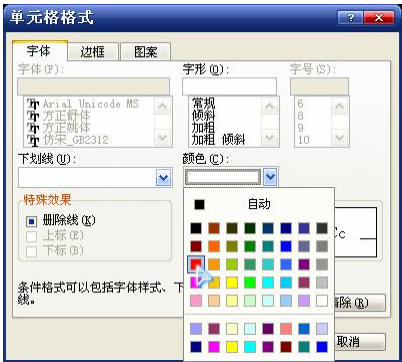 单元格格式
字体 边框 图案
字体(F): 字形(O): 字号(S):
Arial Unicode MS 常规 6
方正舒体 倾斜 8
方正姚体 加粗 9
仿宋_GB2312 加粗 倾斜 10
下划线(U): 颜色(C):
自动
特殊效果
删除线(K)
上标(E)
下标(B)
条件格式可以包括字体样式、下
线。
除(R)
取消